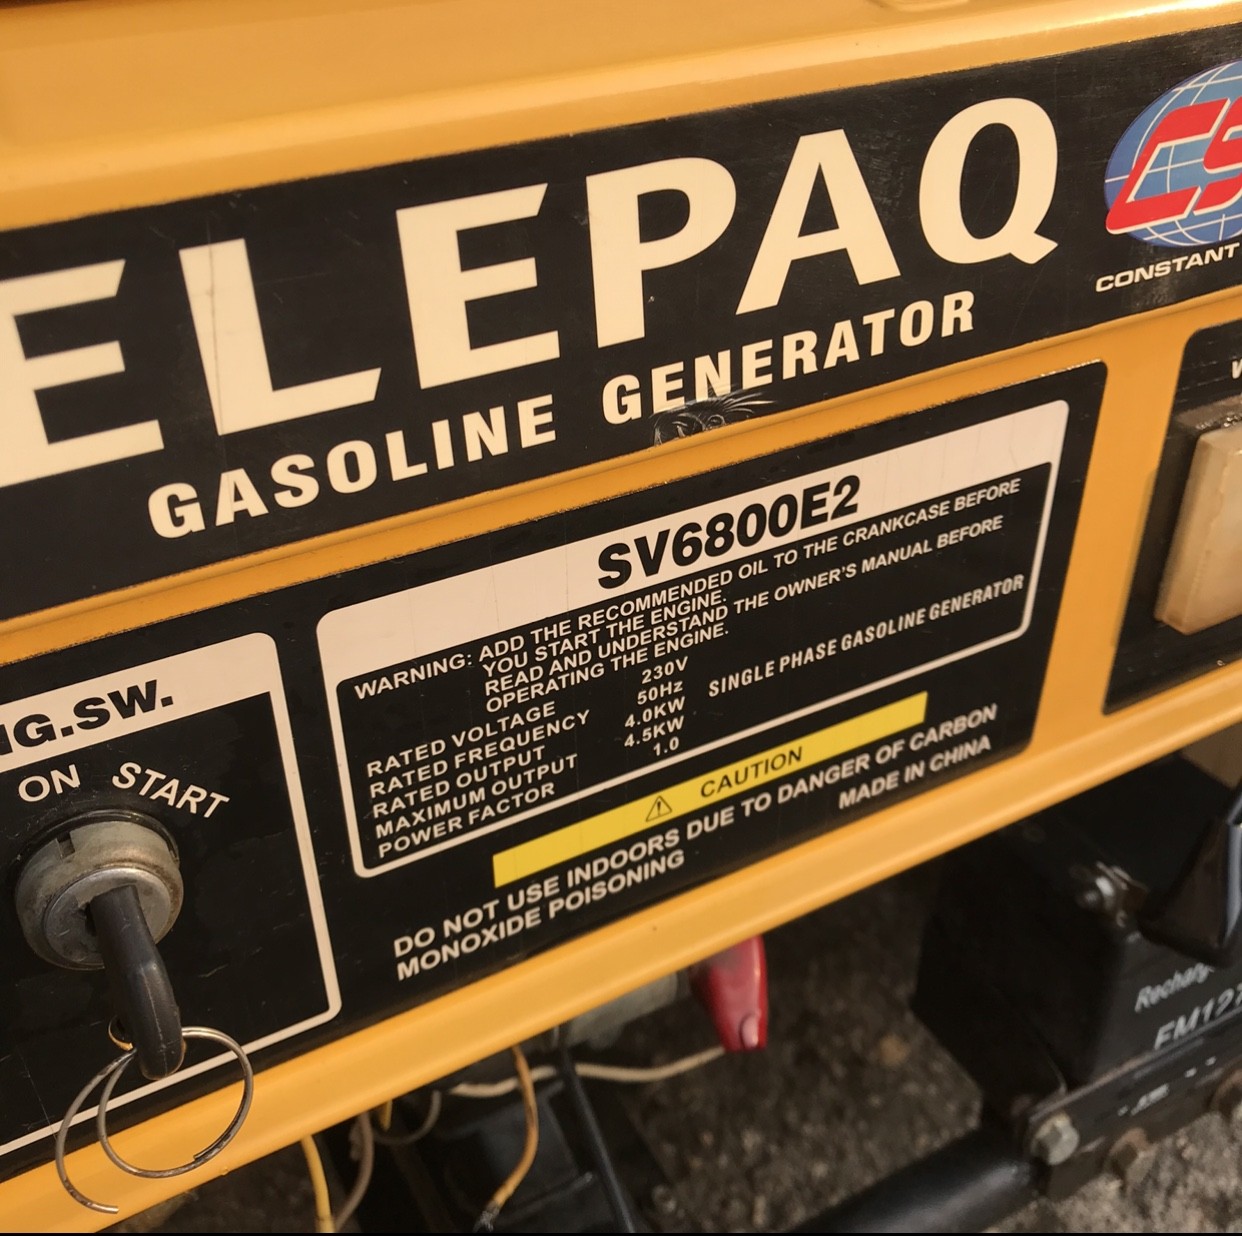 ELEPAQ
GASOLINE GENERATOR
CS
CONSTANT
SV6800E2
WARNING: ADD THE RECOMMENDED OIL TO THE CRANKCASE BEFORE
YOU START THE ENGINE.
READ AND UNDERSTAND THE OWNER'S MANUAL BEFORE
OPERATING THE ENGINE.
RATED VOLTAGE 230V
RATED FREQUENCY 50Hz
RATED OUTPUT 4.0KW
MAXIMUM OUTPUT 4.5KW
POWER FACTOR 1.0
SINGLE PHASE GASOLINE GENERATOR
CAUTION
DO NOT USE INDOORS DUE TO DANGER OF CARBON
MONOXIDE POISONING
MADE IN CHINA
NG.SW.
ON START